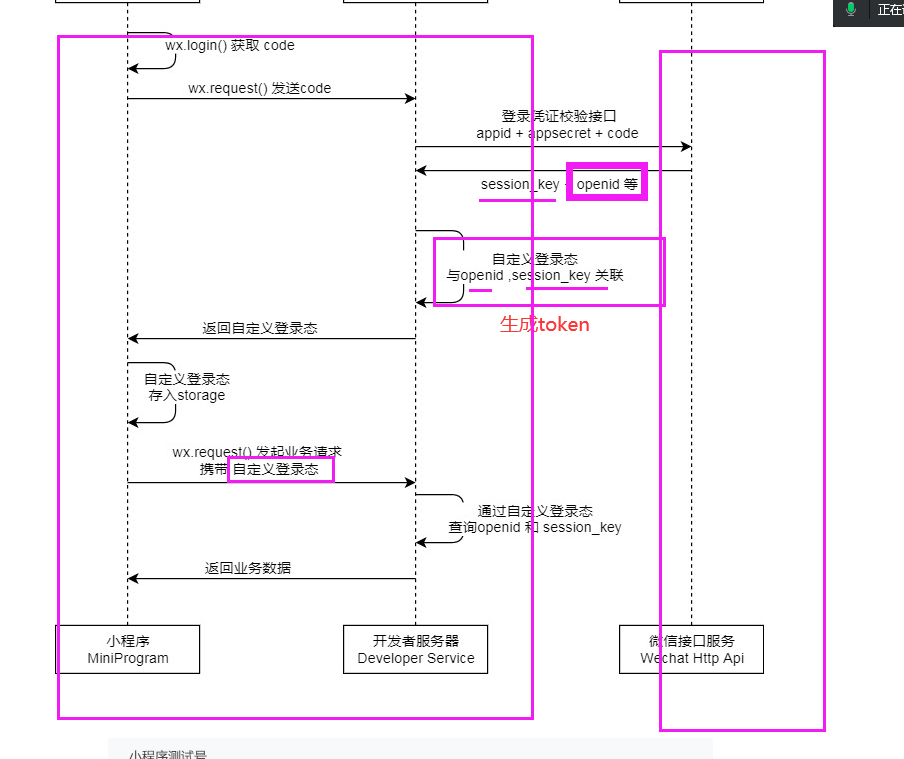 正在
wx.login() 获取 code
wx.request() 发送code
登录凭证校验接口
appid + appsecret + code
session_key + openid 等
自定义登录态
与openid ,session_key 关联
生成token
返回自定义登录态
自定义登录态
存入storage
wx.request() 发起业务请求
携带 自定义登录态
通过自定义登录态
查询openid 和 session_key
返回业务数据
小程序
MiniProgram
开发者服务器
Developer Service
微信接口服务
Wechat Http Api
小程序测试号